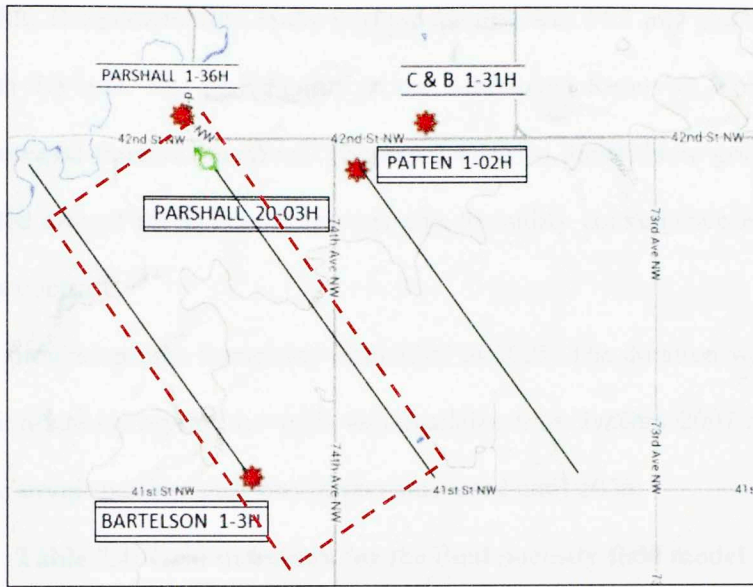 PARSHALL 1-36H
C & B 1-31H
42nd St NW
NW
42nd St NW
42nd St NW
PATTEN 1-02H
PARSHALL 20-03H
74th Ave NW
73rd Ave NW
74th Ave NW
73rd Ave NW
41st St NW
41st St NW
41st
BARTELSON 1-3H